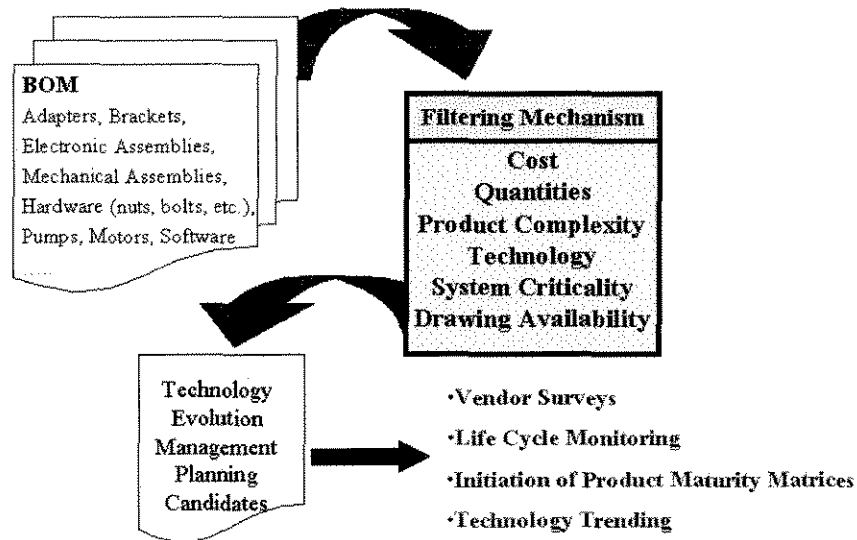 BOM
Adapters, Brackets,
Electronic Assemblies,
Mechanical Assemblies,
Hardware (nuts, bolts, etc.),
Pumps, Motors, Software
......
Filtering Mechanism
Cost
Quantities
Product Complexity
Technology
System Criticality
Drawing Availability
Technology
Evolution
Management
Planning
Candidates
•Vendor Surveys
•Life Cycle Monitoring
•Initiation of Product Maturity Matrices
•Technology Trending